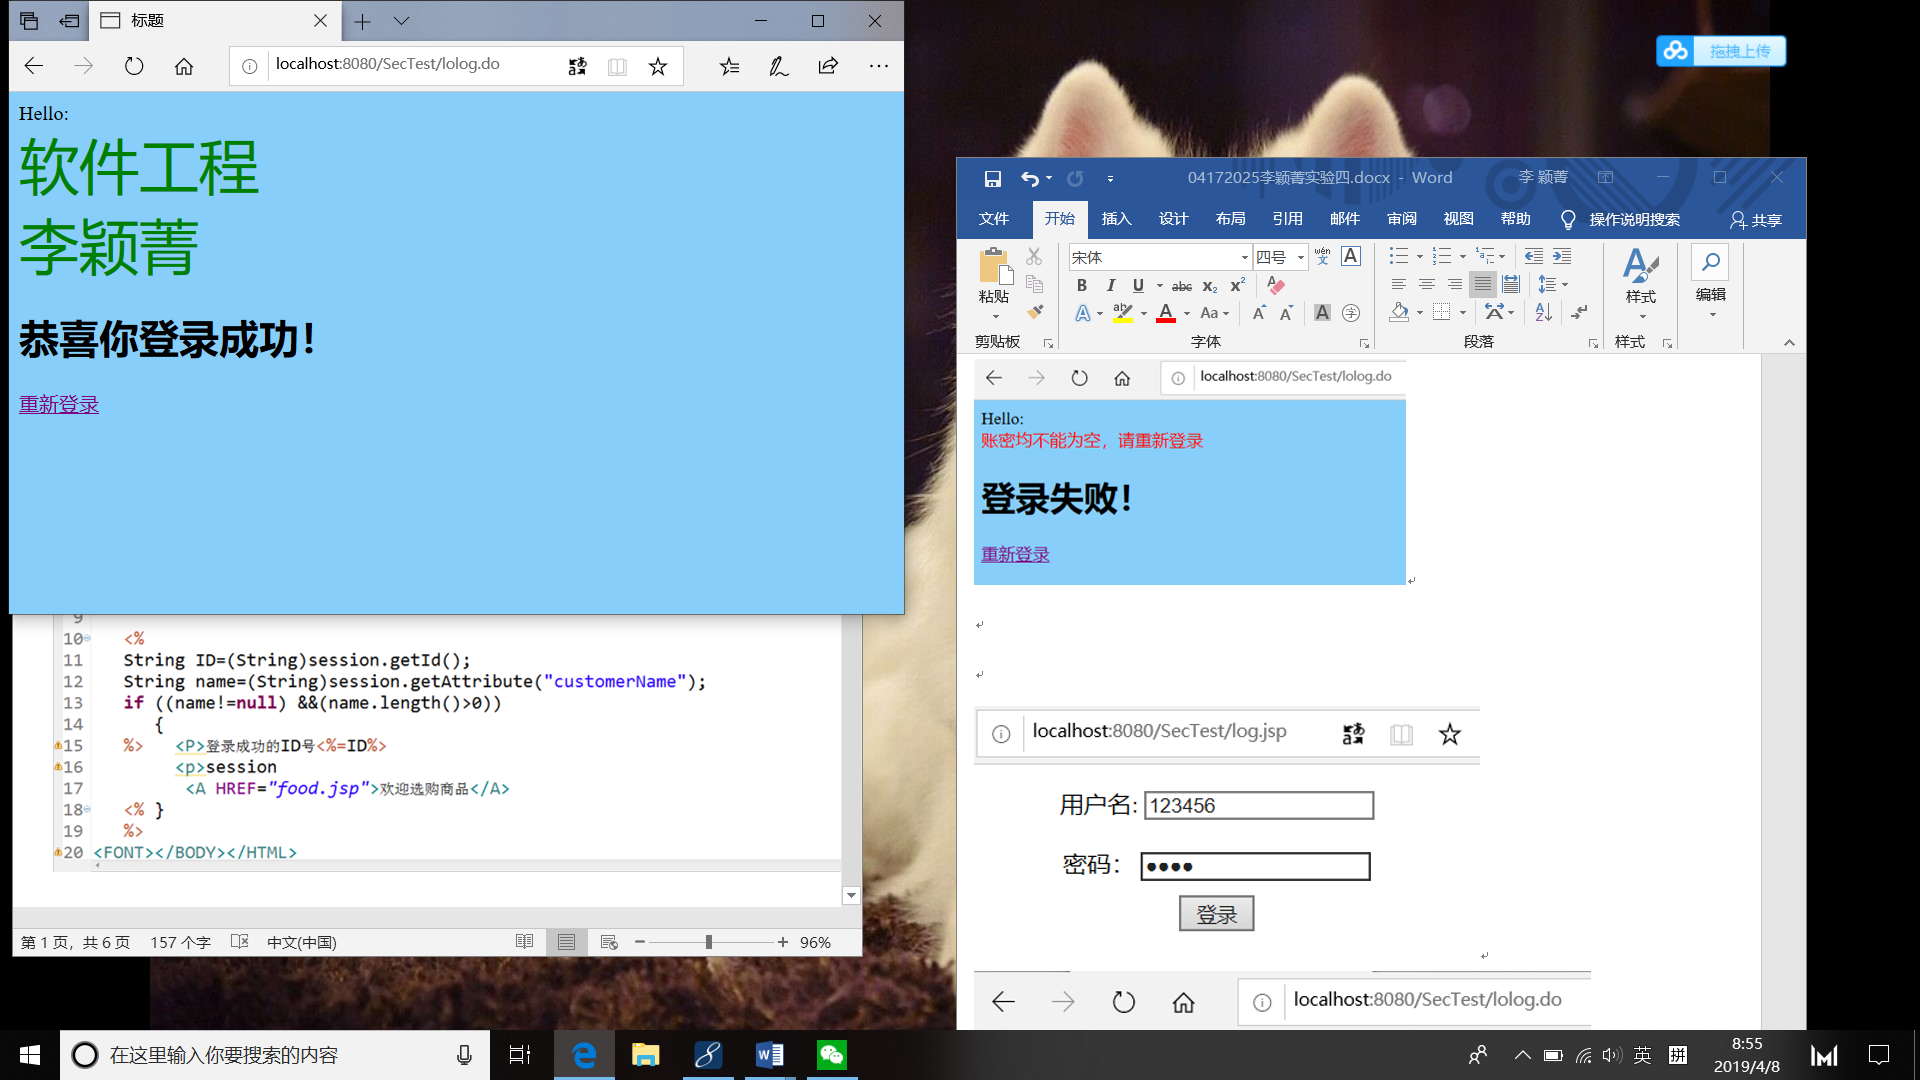 标题
localhost:8080/SecTest/lolog.do
Hello:
软件工程
李颖菁
恭喜你登录成功！
重新登录
9
10 <%
11 String ID=(String)session.getId();
12 String name=(String)session.getAttribute("customerName");
13 if ((name!=null) &&(name.length()>0))
14 {
15 %> <P>登录成功的ID号<%=ID%>
16 <p>session
17 <A HREF="food.jsp">欢迎选购商品</A>
18 <% }
19 %>
20 <FONT></BODY></HTML>
第 1 页，共 6 页 157 个字 中文(中国) 96%
拖拽上传
04172025李颖菁实验四.docx - Word 李 颖菁
文件 开始 插入 设计 布局 引用 邮件 审阅 视图 帮助 操作说明搜索 共享
宋体 四号 wén 文 A
粘贴 B I U abc x₂ x² 样式 编辑
A aby A Aa A A A 字
剪贴板 字体 段落 样式
localhost:8080/SecTest/lolog.do
Hello:
账密均不能为空，请重新登录
登录失败！
重新登录
localhost:8080/SecTest/log.jsp
用户名: 123456
密码： ●●●●
登录
localhost:8080/SecTest/lolog.do
在这里输入你要搜索的内容
英 拼
8:55
2019/4/8